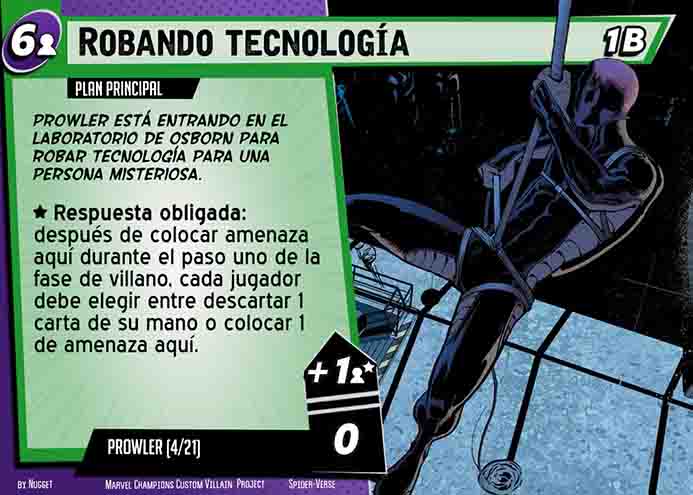 6
ROBANDO TECNOLOGÍA
1B
PLAN PRINCIPAL
PROWLER ESTÁ ENTRANDO EN EL
LABORATORIO DE OSBORN PARA
ROBAR TECNOLOGÍA PARA UNA
PERSONA MISTERIOSA.
★ Respuesta obligada:
después de colocar amenaza
aquí durante el paso uno de la
fase de villano, cada jugador
debe elegir entre descartar 1
carta de su mano o colocar 1
de amenaza aquí.
+1★
0
PROWLER (4/21)
BY NUGGET MARVEL CHAMPIONS CUSTOM VILLAIN PROJECT SPIDER-VERSE